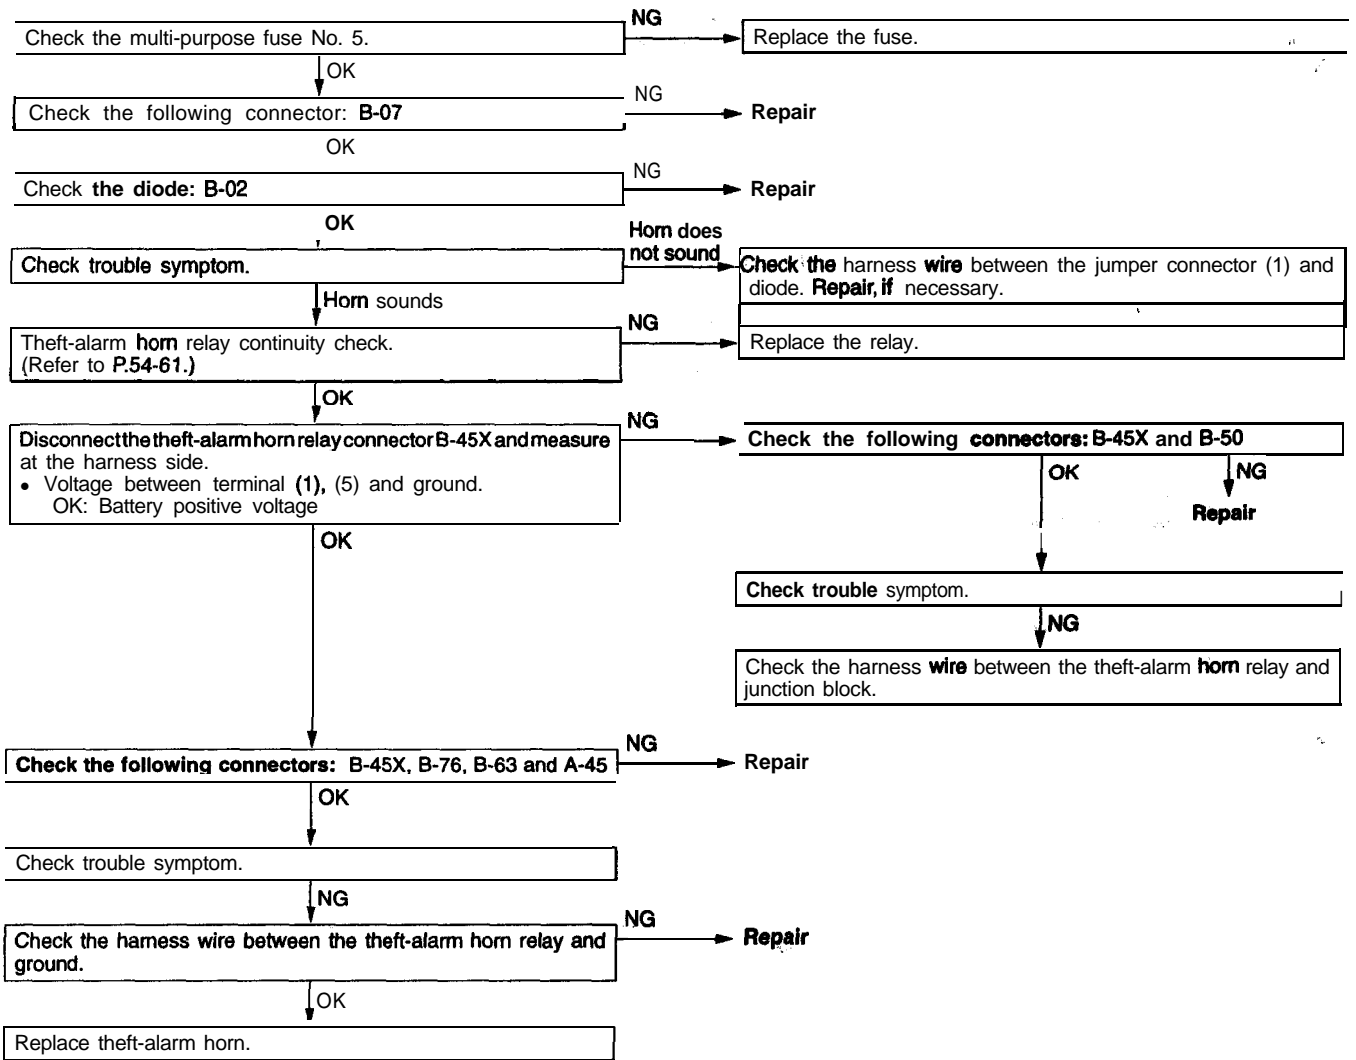 NG
Check the multi-purpose fuse No. 5.
Replace the fuse.
OK
NG
Check the following connector: B-07
Repair
OK
NG
Check the diode: B-02
Repair
OK
Horn does
not sound
Check trouble symptom.
Check the harness wire between the jumper connector (1) and
diode. Repair, if necessary.
Horn sounds
NG
Theft-alarm horn relay continuity check.
(Refer to P.54-61.)
Replace the relay.
OK
NG
Disconnect the theft-alarm horn relay connector B-45X and measure
at the harness side.
• Voltage between terminal (1), (5) and ground.
OK: Battery positive voltage
Check the following connectors: B-45X and B-50
OK
NG
Repair
OK
Check trouble symptom.
NG
Check the harness wire between the theft-alarm horn relay and
junction block.
NG
Check the following connectors: B-45X, B-76, B-63 and A-45
Repair
OK
Check trouble symptom.
NG
NG
Check the harness wire between the theft-alarm horn relay and
ground.
Repair
OK
Replace theft-alarm horn.